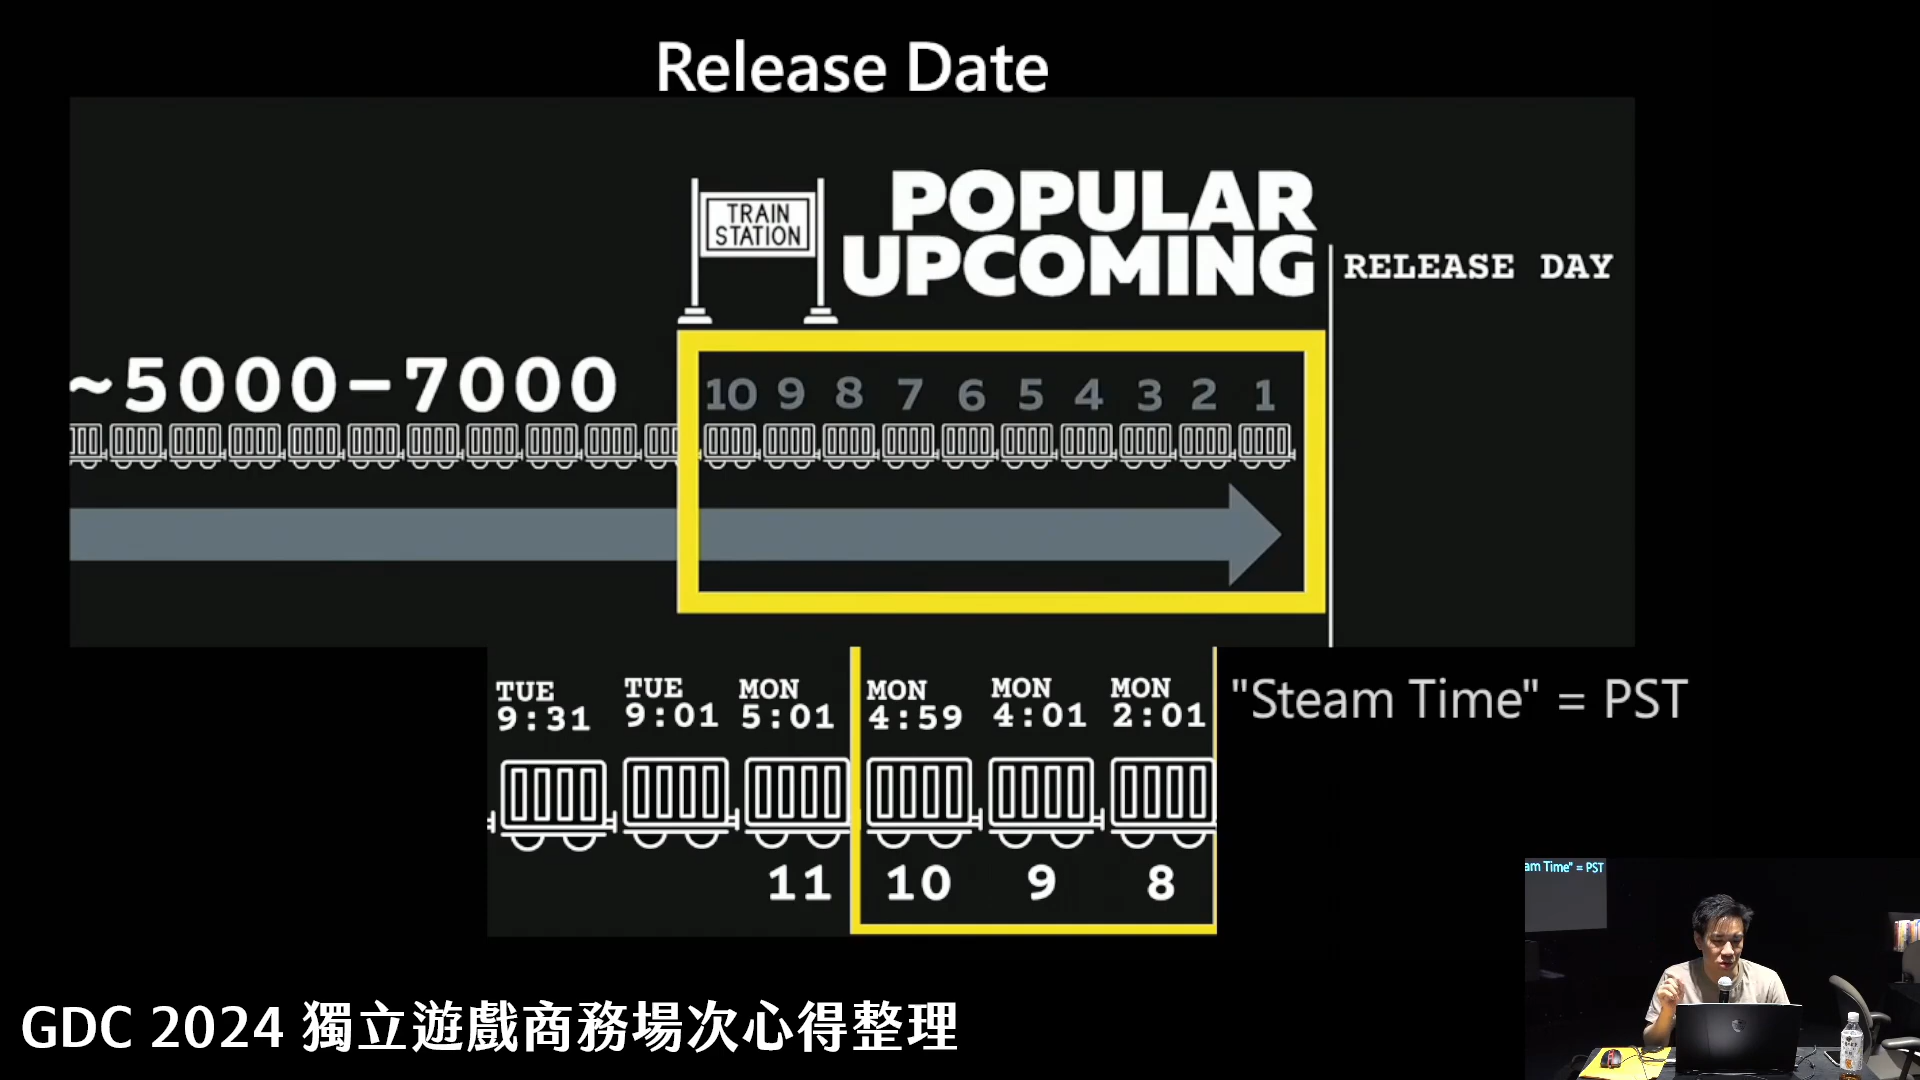 Release Date
TRAIN
STATION
POPULAR
UPCOMING
RELEASE DAY
~5000-7000
10 9 8 7 6 5 4 3 2 1
TUE
9:31
TUE
9:01
MON
5:01
MON
4:59
MON
4:01
MON
2:01
"Steam Time" = PST
11 10 9 8
am Time" = PST
GDC 2024 獨立遊戲商務場次心得整理